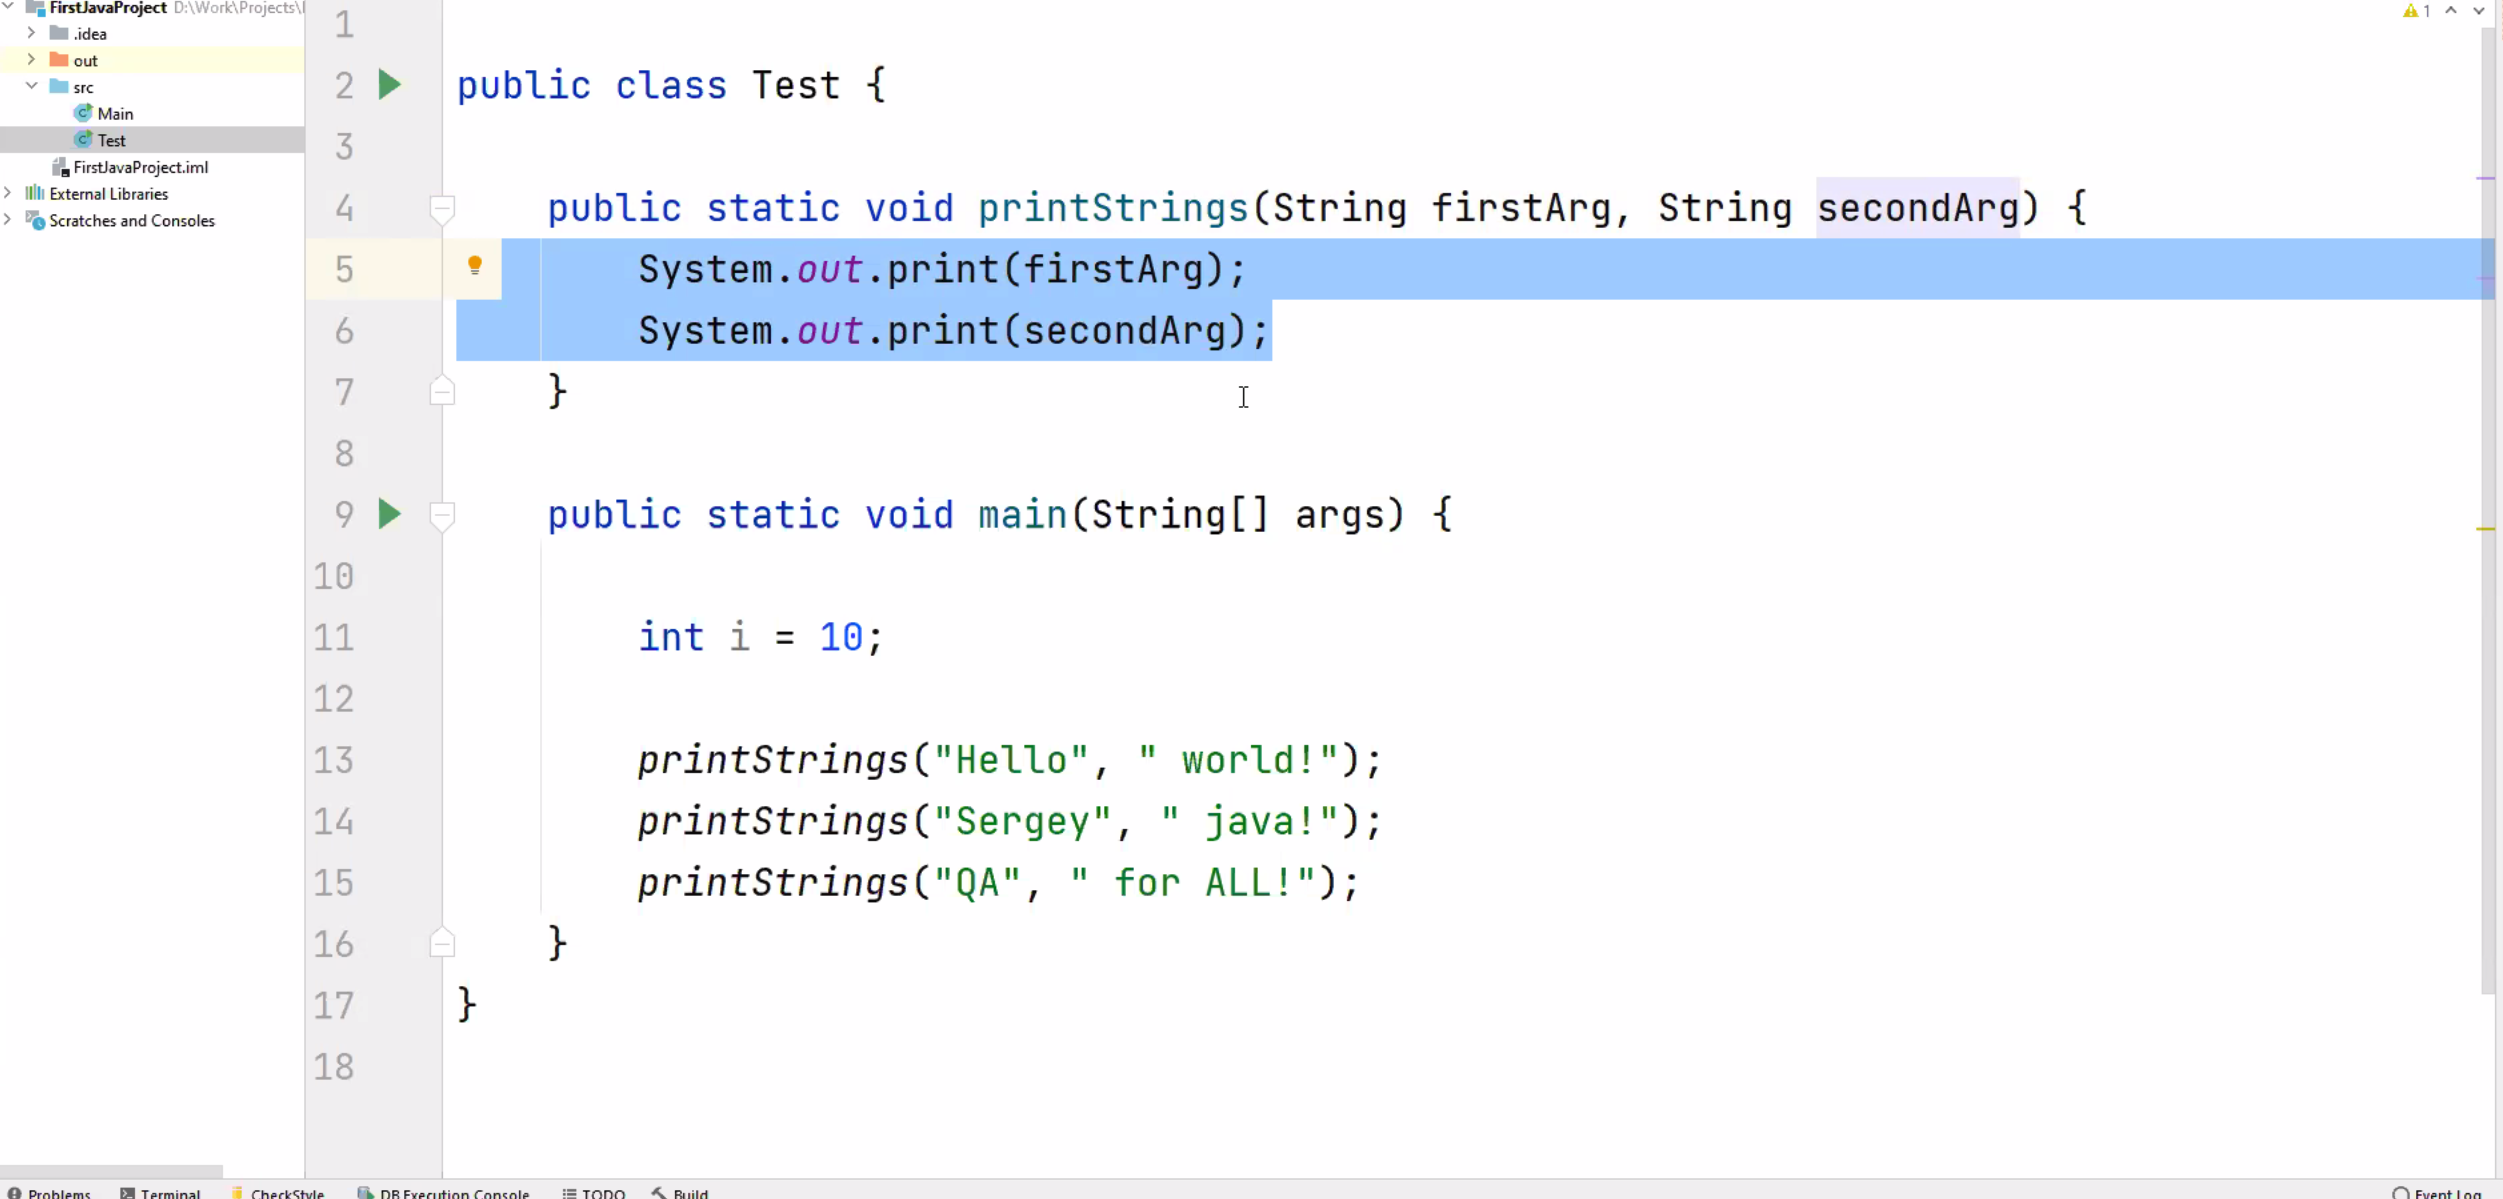 FirstJavaProject D:\Work\Projects\
.idea
out
src
Main
Test
FirstJavaProject.iml
External Libraries
Scratches and Consoles
1
1
2 public class Test {
3
4 public static void printStrings(String firstArg, String secondArg) {
5 System.out.print(firstArg);
6 System.out.print(secondArg);
7 }
8
9 public static void main(String[] args) {
10
11 int i = 10;
12
13 printStrings("Hello", " world!");
14 printStrings("Sergey", " java!");
15 printStrings("QA", " for ALL!");
16 }
17 }
18
Problems Terminal CheckStyle DB Execution Console TODO Build Event Log